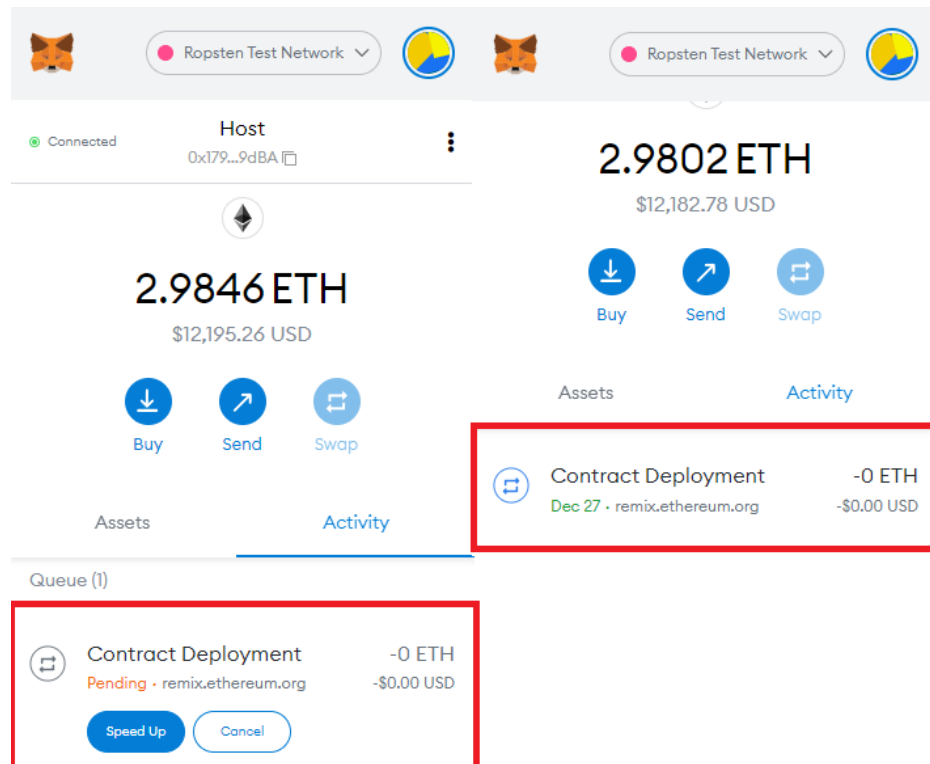 Ropsten Test Network
Connected
Host
0x179...9dBA
2.9846 ETH
$12,195.26 USD
Buy
Send
Swap
Assets
Activity
Queue (1)
Contract Deployment
-0 ETH
Pending · remix.ethereum.org
-$0.00 USD
Speed Up
Cancel
Ropsten Test Network
2.9802 ETH
$12,182.78 USD
Buy
Send
Swap
Assets
Activity
Contract Deployment
-0 ETH
Dec 27 · remix.ethereum.org
-$0.00 USD